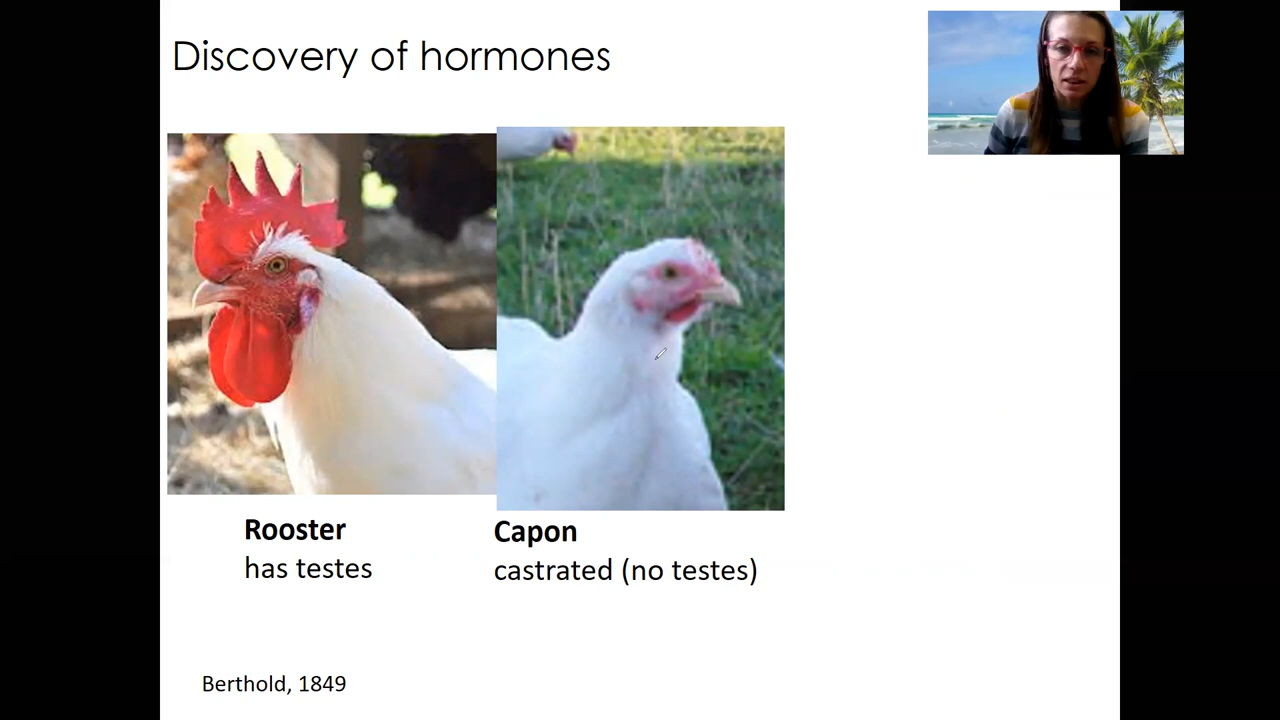 Discovery of hormones
Rooster
has testes
Capon
castrated (no testes)
Berthold, 1849